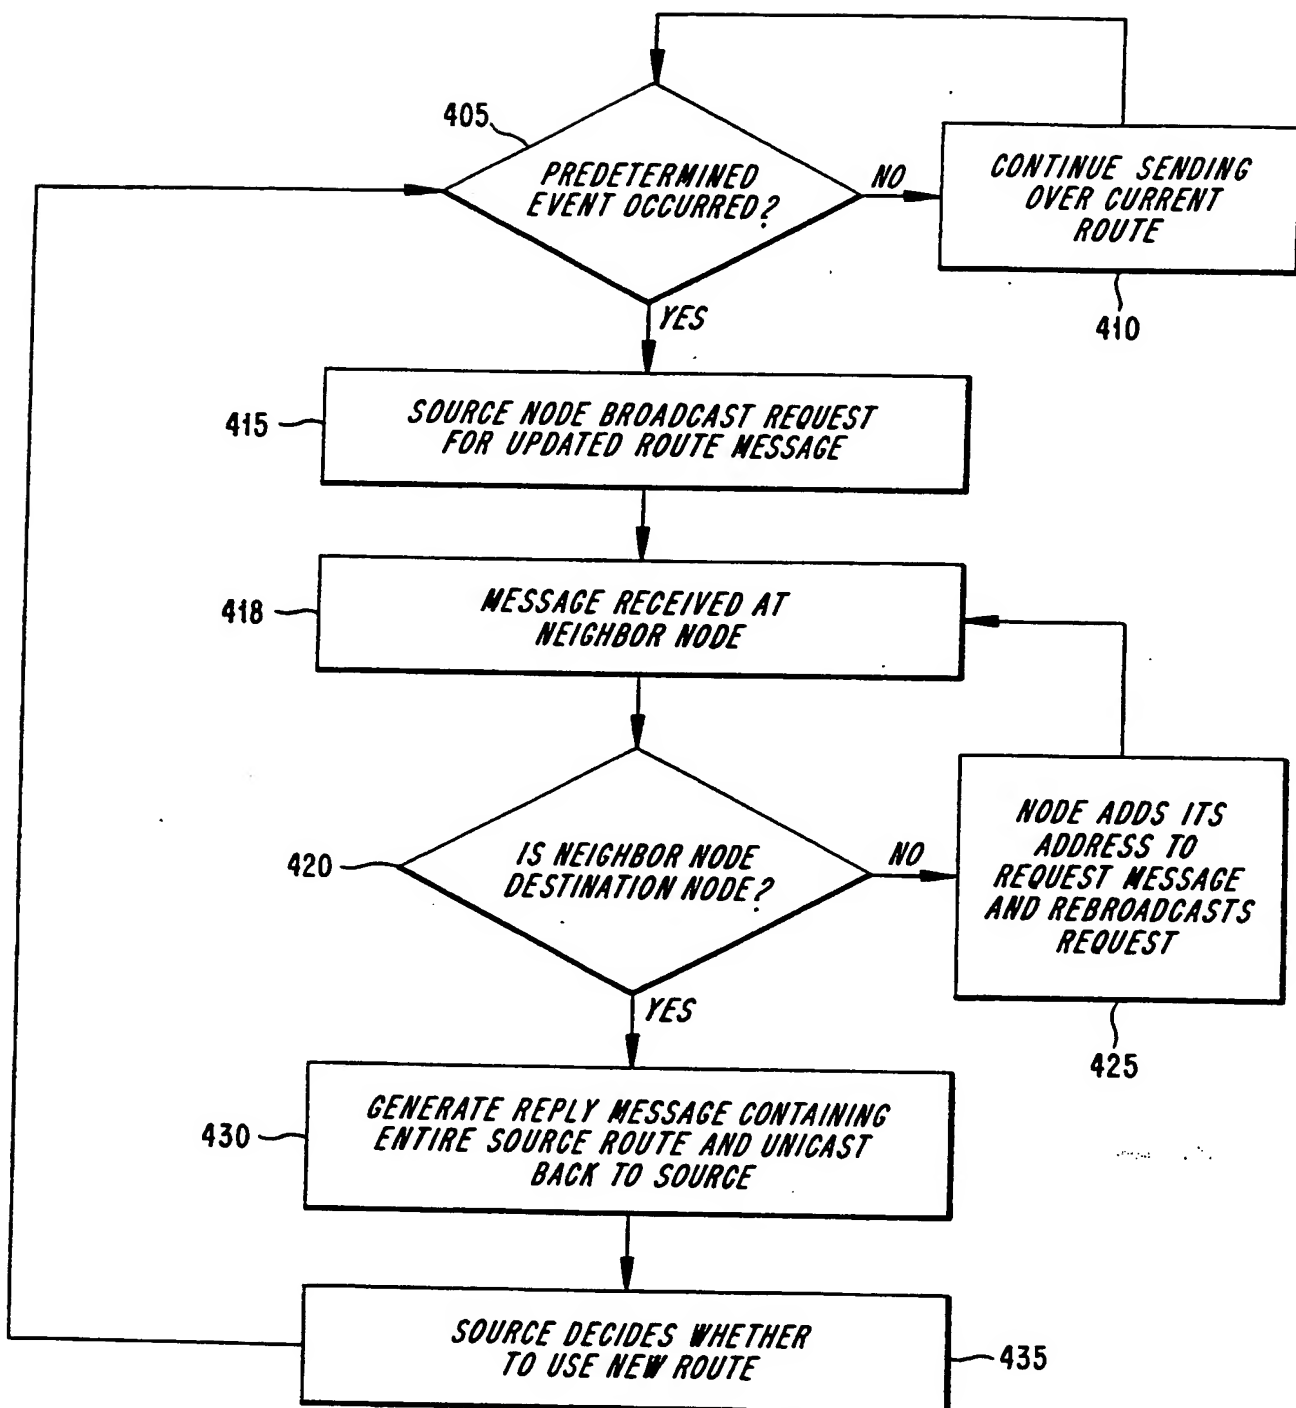 405
PREDETERMINED
EVENT OCCURRED?
NO
CONTINUE SENDING
OVER CURRENT
ROUTE
410
YES
415
SOURCE NODE BROADCAST REQUEST
FOR UPDATED ROUTE MESSAGE
418
MESSAGE RECEIVED AT
NEIGHBOR NODE
420
IS NEIGHBOR NODE
DESTINATION NODE?
NO
NODE ADDS ITS
ADDRESS TO
REQUEST MESSAGE
AND REBROADCASTS
REQUEST
425
YES
430
GENERATE REPLY MESSAGE CONTAINING
ENTIRE SOURCE ROUTE AND UNICAST
BACK TO SOURCE
SOURCE DECIDES WHETHER
TO USE NEW ROUTE
435